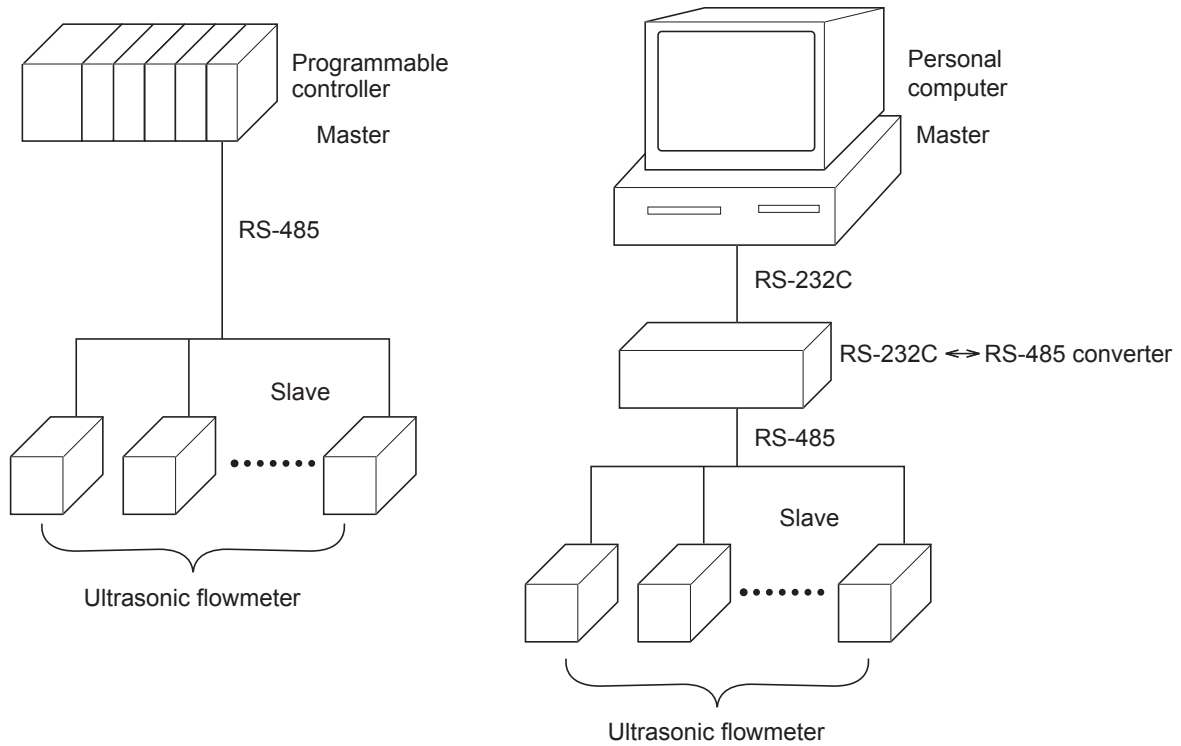 Programmable
controller
Master
RS-485
Slave
Ultrasonic flowmeter
Personal
computer
Master
RS-232C
RS-232C ↔ RS-485 converter
RS-485
Slave
Ultrasonic flowmeter